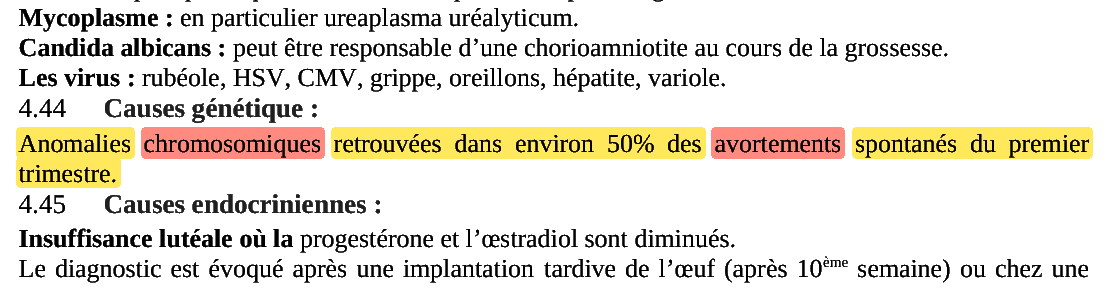 Mycoplasme : en particulier ureaplasma uréalyticum.
Candida albicans : peut être responsable d’une chorioamniotite au cours de la grossesse.
Les virus : rubéole, HSV, CMV, grippe, oreillons, hépatite, variole.
4.44 Causes génétique :
Anomalies chromosomiques retrouvées dans environ 50% des avortements spontanés du premier
trimestre.
4.45 Causes endocriniennes :
Insuffisance lutéale où la progestérone et l’œstradiol sont diminués.
Le diagnostic est évoqué après une implantation tardive de l’œuf (après 10ème semaine) ou chez une